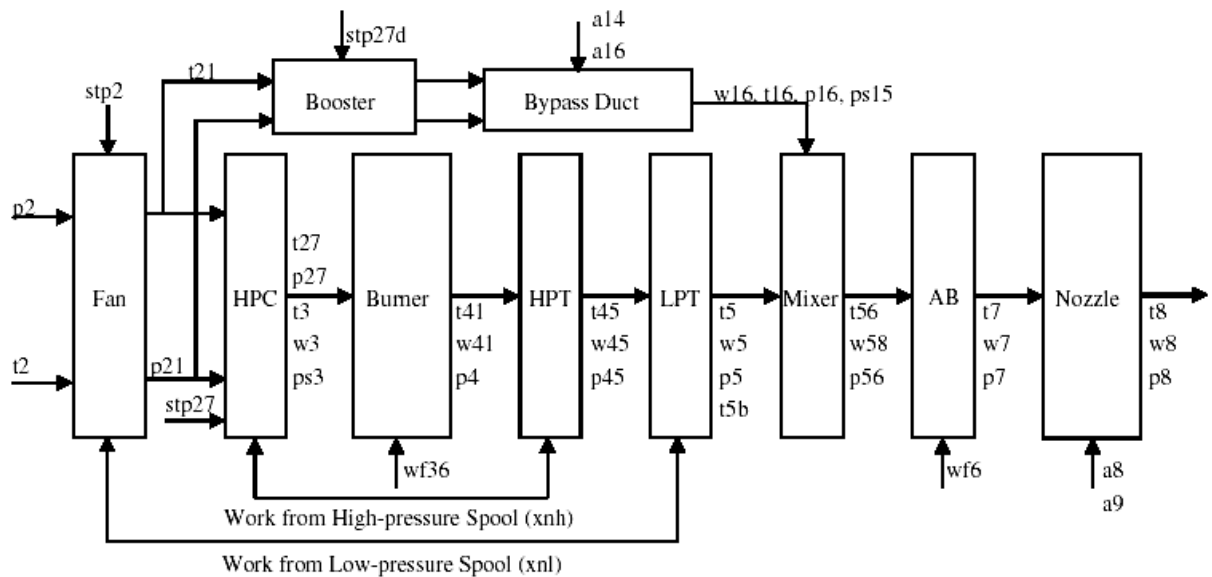 stp27d
a14
a16
t21
stp2
Booster
Bypass Duct
w16, t16, p16, ps15
p2
Fan
t2
p21
stp27
HPC
t27
p27
t3
w3
ps3
Burner
wf36
t41
w41
p4
HPT
t45
w45
p45
LPT
t5
w5
p5
t5b
Mixer
t56
w58
p56
AB
wf6
t7
w7
p7
Nozzle
a8
a9
t8
w8
p8
Work from High-pressure Spool (xnh)
Work from Low-pressure Spool (xnl)